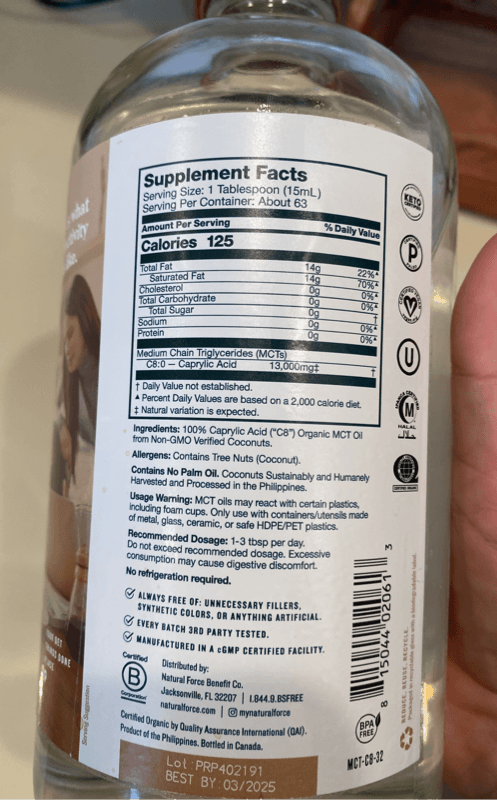 Supplement Facts
Serving Size: 1 Tablespoon (15mL)
Serving Per Container: About 63
Amount Per Serving % Daily Value
Calories 125
Total Fat 14g 22%▲
Saturated Fat 14g 70%▲
Cholesterol 0g 0%▲
Total Carbohydrate 0g 0%▲
Total Sugar 0g †
Sodium 0g 0%▲
Protein 0g 0%▲
Medium Chain Triglycerides (MCTs)
C8:0 – Caprylic Acid 13,000mg‡ †
† Daily Value not established.
▲ Percent Daily Values are based on a 2,000 calorie diet.
‡ Natural variation is expected.
Ingredients: 100% Caprylic Acid ("C8") Organic MCT Oil
from Non-GMO Verified Coconuts.
Allergens: Contains Tree Nuts (Coconut).
Contains No Palm Oil. Coconuts Sustainably and Humanely
Harvested and Processed in the Philippines.
Usage Warning: MCT oils may react with certain plastics,
including foam cups. Only use with containers/utensils made
of metal, glass, ceramic, or safe HDPE/PET plastics.
Recommended Dosage: 1-3 tbsp per day.
Do not exceed recommended dosage. Excessive
consumption may cause digestive discomfort.
No refrigeration required.
ALWAYS FREE OF: UNNECESSARY FILLERS,
SYNTHETIC COLORS, OR ANYTHING ARTIFICIAL.
EVERY BATCH 3RD PARTY TESTED.
MANUFACTURED IN A cGMP CERTIFIED FACILITY.
Certified
B
Corporation
Distributed by:
Natural Force Benefit Co.
Jacksonville, FL 32207 | 1.844.9.BSFREE
naturalforce.com | mynaturalforce
Certified Organic by Quality Assurance International (QAI).
Product of the Philippines. Bottled in Canada.
Lot:PRP402191
BEST BY:03/2025
KETO
P
U
M
HALAL
8 15044 02061 3
BPA
FREE
REDUCE, REUSE, RECYCLE.
Packaged in recyclable glass with a biodegradable label.
MCT-C8-32
what
Serving Suggestion